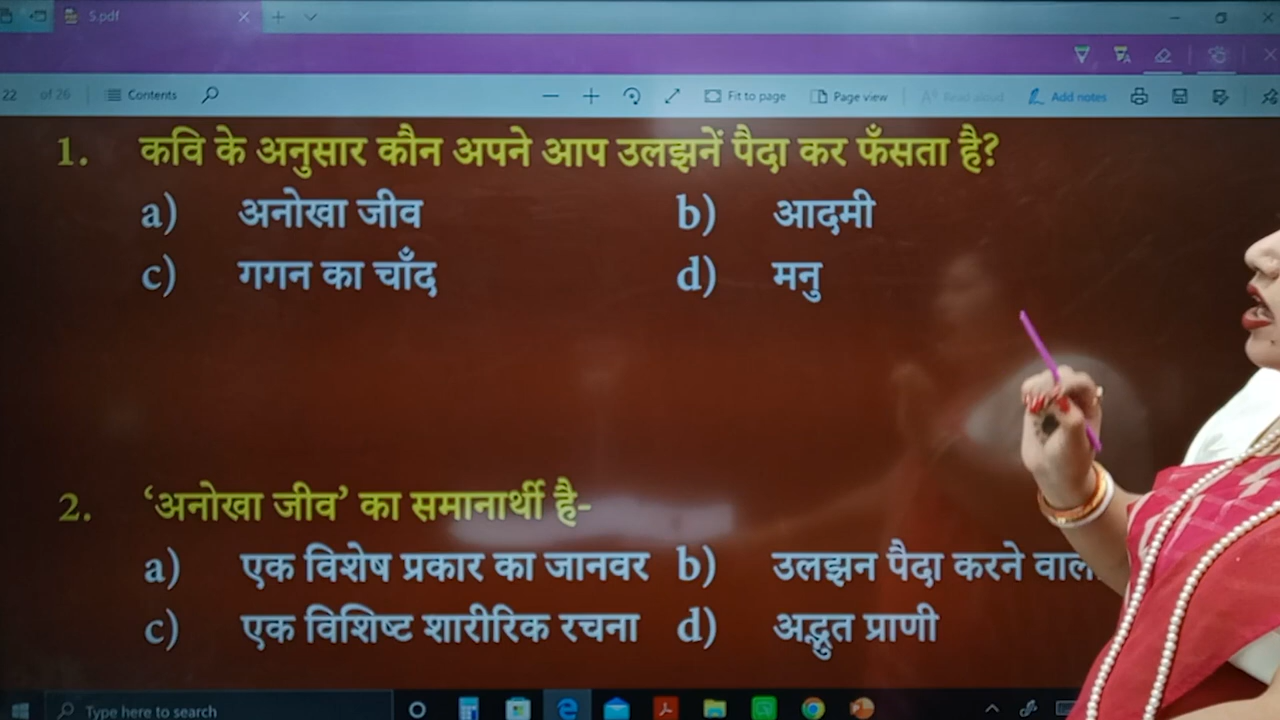 S.pdf
22 of 26 Contents Fit to page Page view Read aloud Add notes
1. कवि के अनुसार कौन अपने आप उलझनें पैदा कर फँसता है?
a) अनोखा जीव b) आदमी
c) गगन का चाँद d) मनु
2. ‘अनोखा जीव’ का समानार्थी है-
a) एक विशेष प्रकार का जानवर b) उलझन पैदा करने
c) एक विशिष्ट शारीरिक रचना d) अद्भुत प्राणी
Type here to search